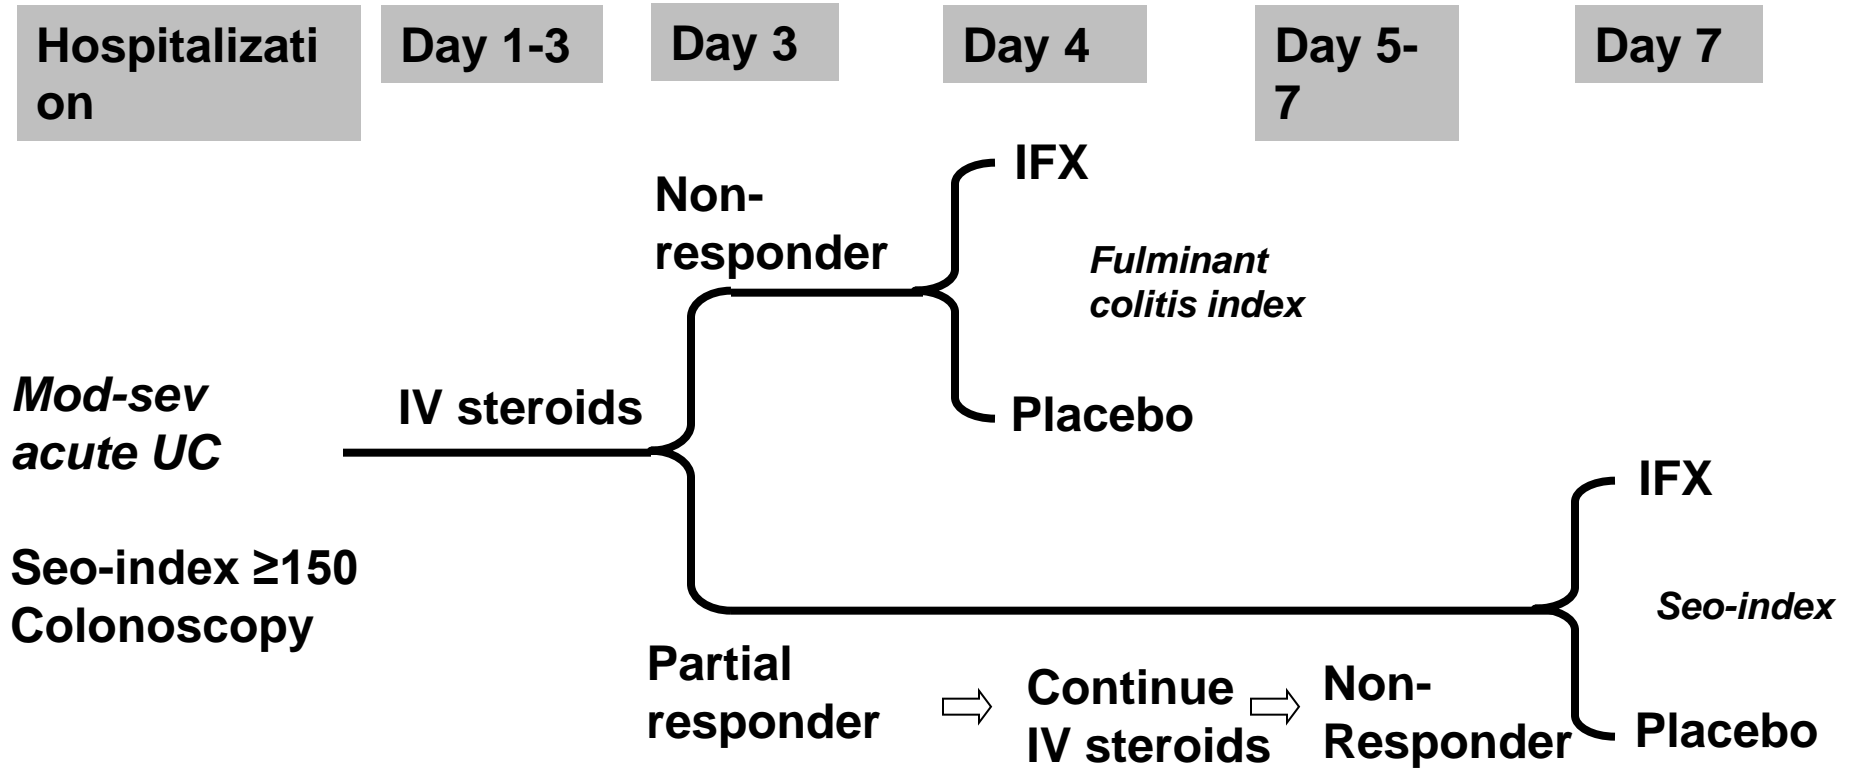 Hospitalizati
on
Day 1-3
Day 3
Day 4
Day 5-
7
Day 7
IFX
Non-
responder
Fulminant
colitis index
Mod-sev
acute UC
IV steroids
Placebo
IFX
Seo-index ≥150
Colonoscopy
Seo-index
Partial
responder
Continue
IV steroids
Non-
Responder
Placebo